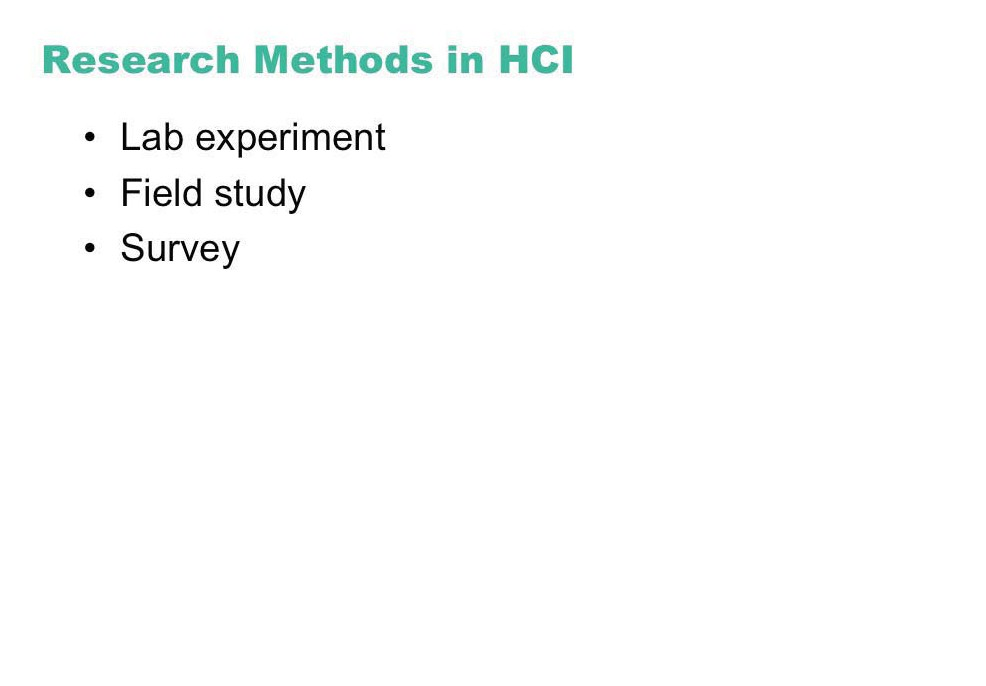 Research Methods in HCI
• Lab experiment
• Field study
• Survey